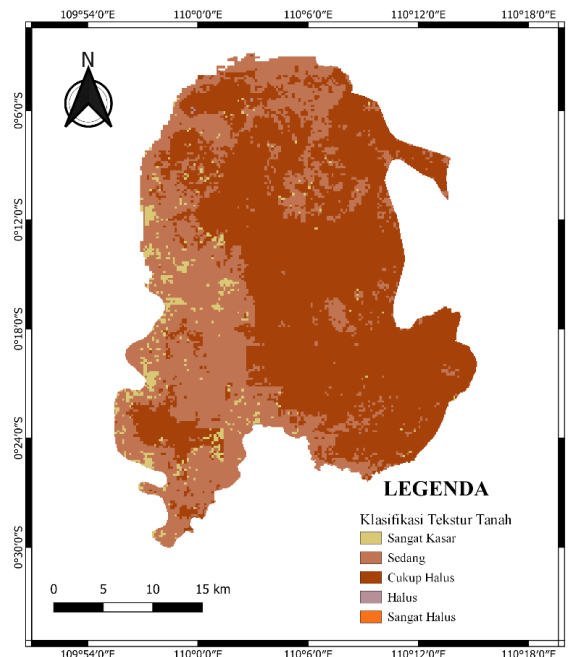 109°54'0"E 110°0'0"E 110°6'0"E 110°12'0"E 110°18'0"E
N
0°6'0"S
0°12'0"S
0°18'0"S
0°24'0"S
0°30'0"S
LEGENDA
Klasifikasi Tekstur Tanah
Sangat Kasar
Sedang
Cukup Halus
Halus
Sangat Halus
0 5 10 15 km
109°54'0"E 110°0'0"E 110°6'0"E 110°12'0"E 110°18'0"E